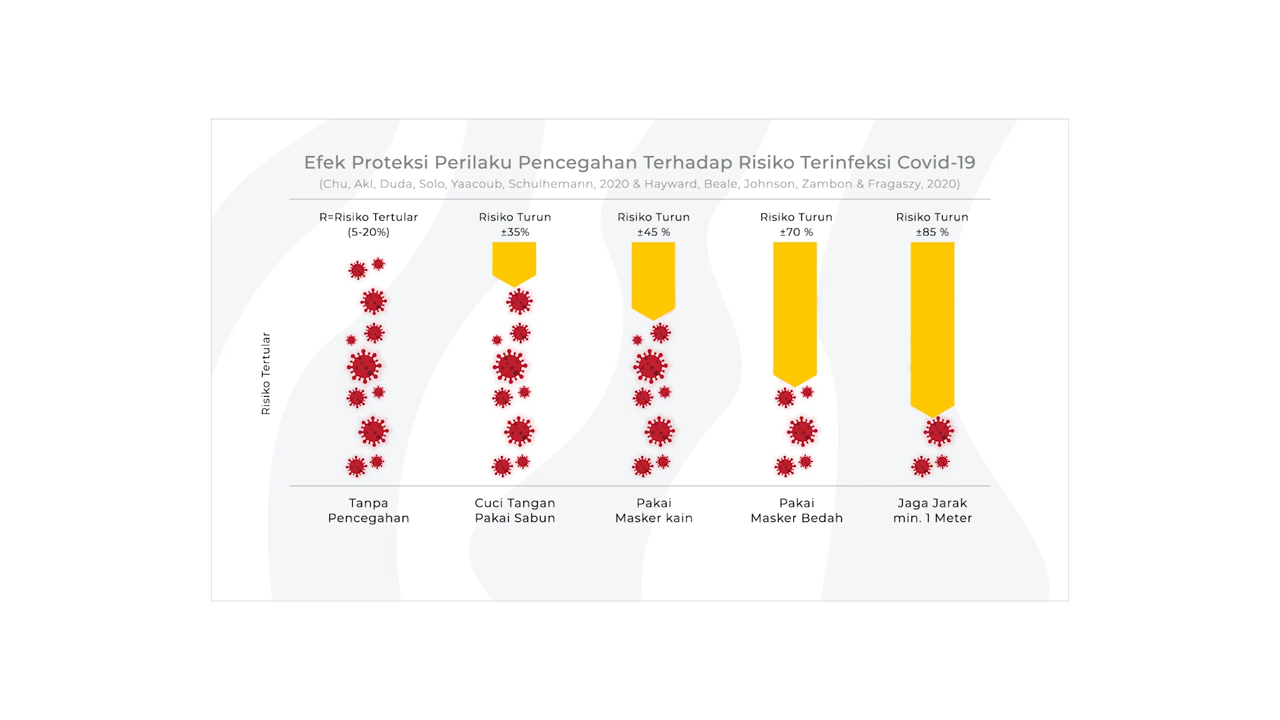 Efek Proteksi Perilaku Pencegahan Terhadap Risiko Terinfeksi Covid-19
(Chu, Akl, Duda, Solo, Yaacoub, Schulhemann, 2020 & Hayward, Beale, Johnson, Zambon & Fragaszy, 2020)
R=Risiko Tertular
(5-20%)
Risiko Turun
±35%
Risiko Turun
±45 %
Risiko Turun
±70 %
Risiko Turun
±85 %
Risiko Tertular
Tanpa
Pencegahan
Cuci Tangan
Pakai Sabun
Pakai
Masker kain
Pakai
Masker Bedah
Jaga Jarak
min. 1 Meter